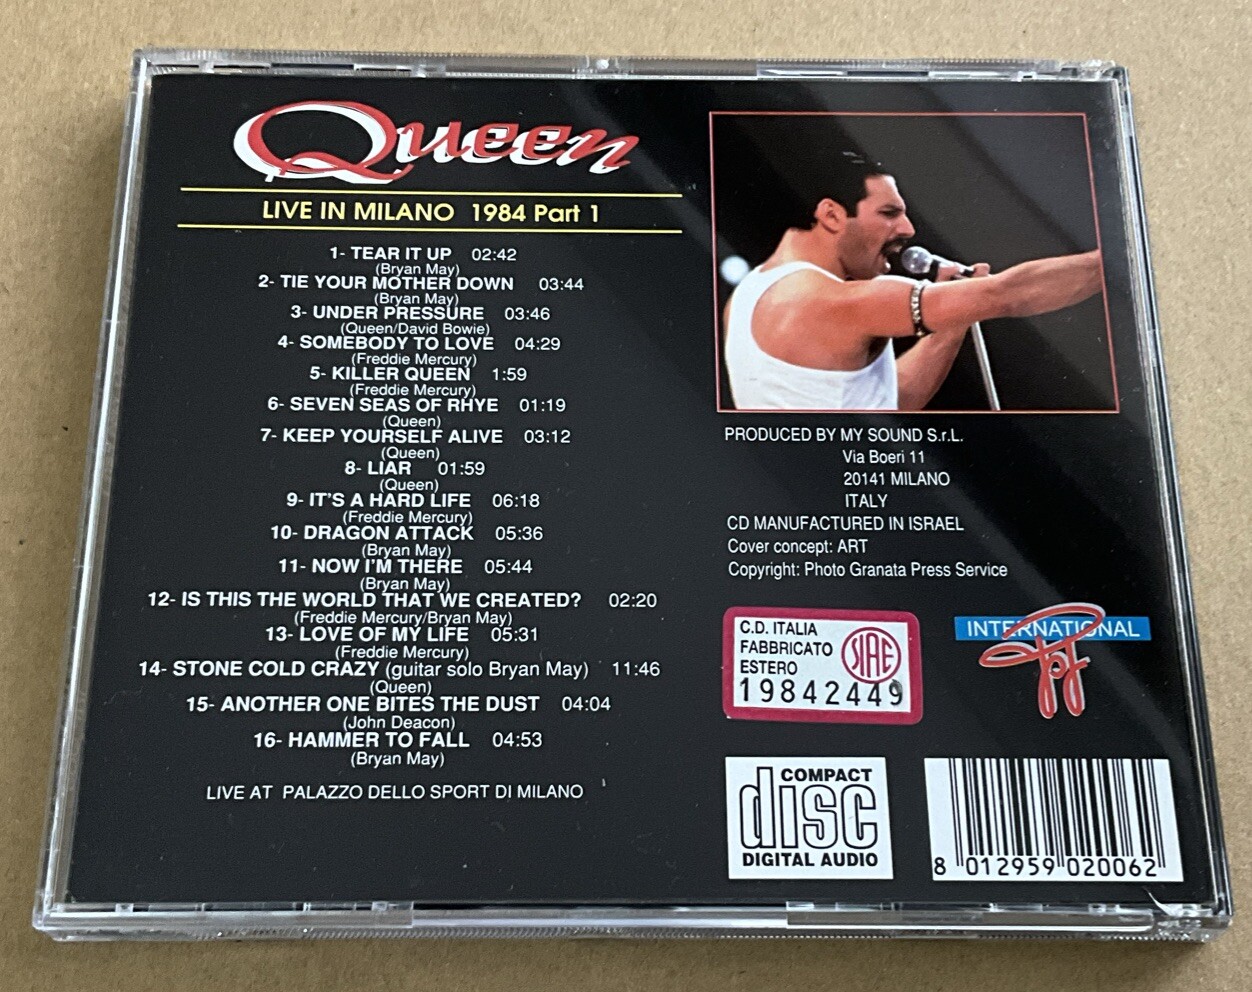 Queen
LIVE IN MILANO 1984 Part 1
1- TEAR IT UP 02:42
(Bryan May)
2- TIE YOUR MOTHER DOWN 03:44
(Bryan May)
3- UNDER PRESSURE 03:46
(Queen/David Bowie)
4- SOMEBODY TO LOVE 04:29
(Freddie Mercury)
5- KILLER QUEEN 1:59
(Freddie Mercury)
6- SEVEN SEAS OF RHYE 01:19
(Queen)
7- KEEP YOURSELF ALIVE 03:12
(Queen)
8- LIAR 01:59
(Queen)
9- IT'S A HARD LIFE 06:18
(Freddie Mercury)
10- DRAGON ATTACK 05:36
(Bryan May)
11- NOW I'M THERE 05:44
(Bryan May)
12- IS THIS THE WORLD THAT WE CREATED? 02:20
(Freddie Mercury/Bryan May)
13- LOVE OF MY LIFE 05:31
(Freddie Mercury)
14- STONE COLD CRAZY (guitar solo Bryan May) 11:46
(Queen)
15- ANOTHER ONE BITES THE DUST 04:04
(John Deacon)
16- HAMMER TO FALL 04:53
(Bryan May)
LIVE AT PALAZZO DELLO SPORT DI MILANO
PRODUCED BY MY SOUND S.r.L.
Via Boeri 11
20141 MILANO
ITALY
CD MANUFACTURED IN ISRAEL
Cover concept: ART
Copyright: Photo Granata Press Service
C.D. ITALIA
FABBRICATO
ESTERO
SIAE
19842449
INTERNATIONAL
Pop
COMPACT
disc
DIGITAL AUDIO
8 012959 020062